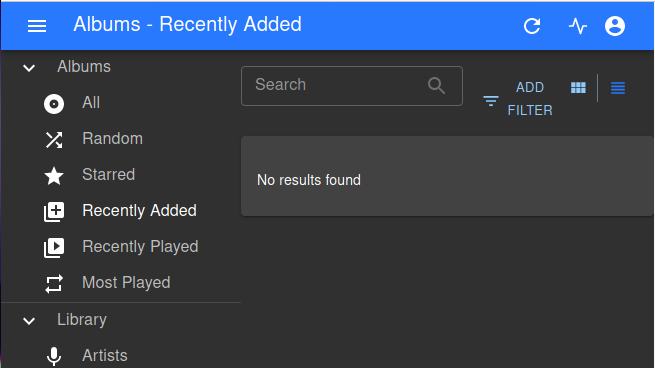 Albums - Recently Added
Albums
All
Random
Starred
Recently Added
Recently Played
Most Played
Library
Artists
Search
ADD
FILTER
No results found